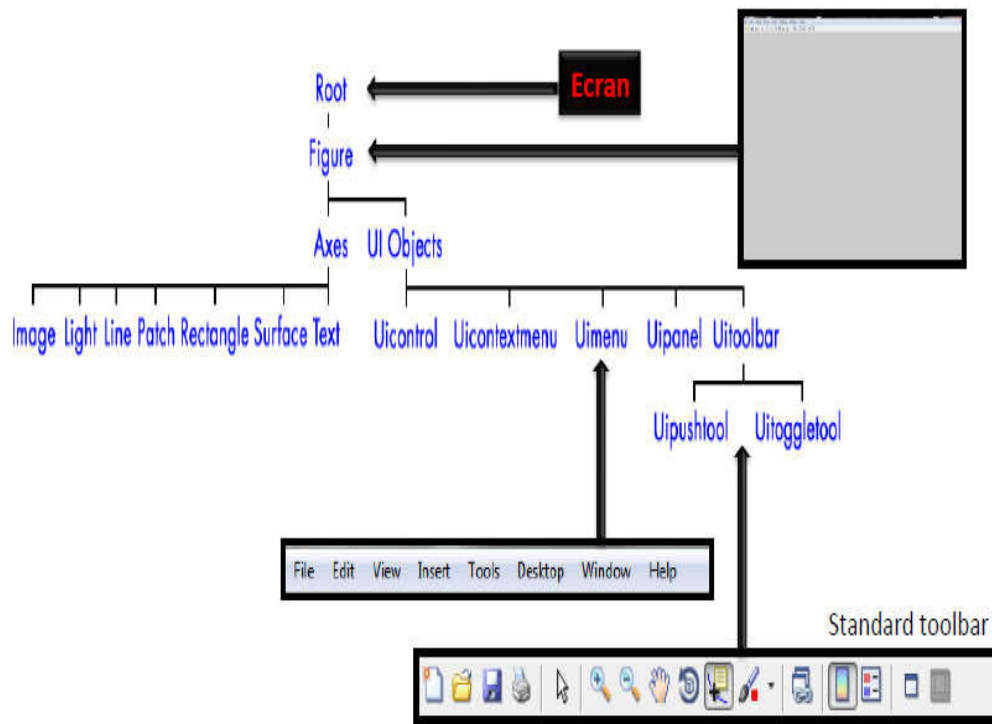 Ecran
Root
Figure
Axes UI Objects
Image Light Line Patch Rectangle Surface Text Uicontrol Uicontextmenu Uimenu Uipanel Uitoolbar
Uipushtool Uitoggletool
File Edit View Insert Tools Desktop Window Help
Standard toolbar